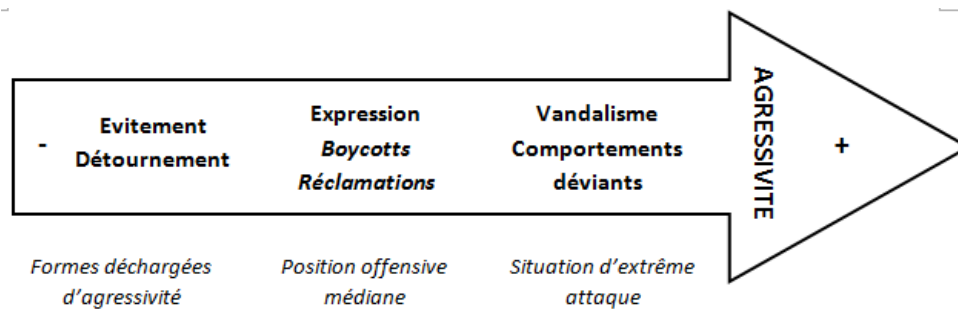 -
Evitement
Détournement
Expression
Boycotts
Réclamations
Vandalisme
Comportements
déviants
AGRESSIVITE
+
Formes déchargées
d'agressivité
Position offensive
médiane
Situation d'extrême
attaque